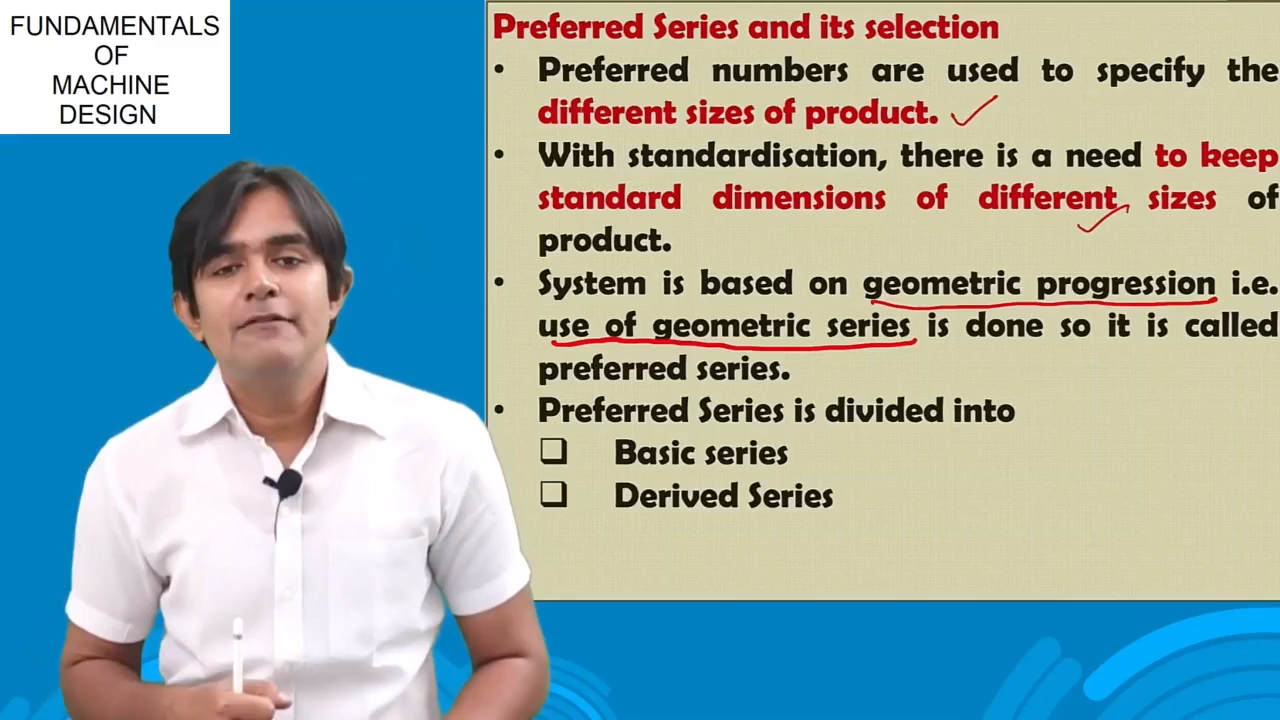 FUNDAMENTALS
OF
MACHINE
DESIGN
Preferred Series and its selection
• Preferred numbers are used to specify the
different sizes of product.
• With standardisation, there is a need to keep
standard dimensions of different sizes of
product.
• System is based on geometric progression i.e.
use of geometric series is done so it is called
preferred series.
• Preferred Series is divided into
❑ Basic series
❑ Derived Series